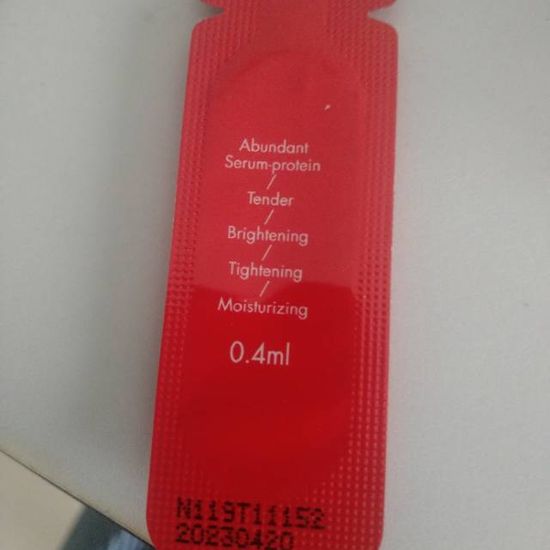 Abundant
Serum-protein
/
Tender
/
Brightening
/
Tightening
/
Moisturizing
0.4ml
N119T11152
20230420